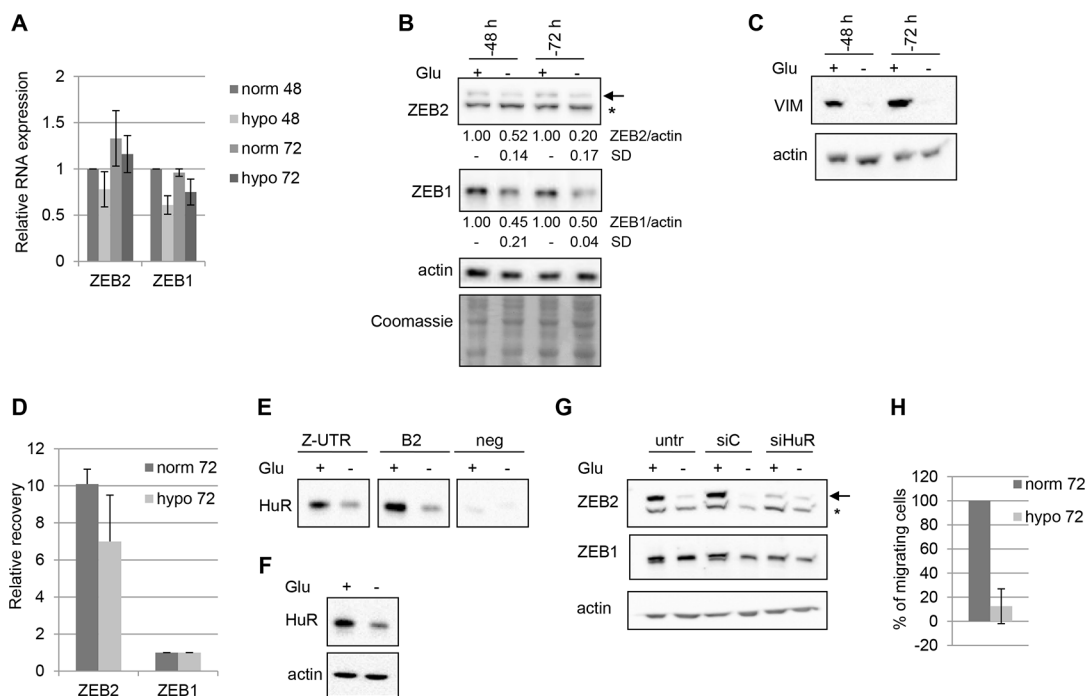 A
2
1.5
1
0.5
0
Relative RNA expression
ZEB2 ZEB1
norm 48
hypo 48
norm 72
hypo 72
B
-48 h -72 h
Glu + - + -
ZEB2
*
1.00 0.52 1.00 0.20 ZEB2/actin
- 0.14 - 0.17 SD
ZEB1
1.00 0.45 1.00 0.50 ZEB1/actin
- 0.21 - 0.04 SD
actin
Coomassie
C
-48 h -72 h
Glu + - + -
VIM
actin
D
12
10
8
6
4
2
0
Relative recovery
ZEB2 ZEB1
norm 72
hypo 72
E
Z-UTR B2 neg
Glu + - + - + -
HuR
F
Glu + -
HuR
actin
G
untr siC siHuR
Glu + - + - + -
ZEB2
*
ZEB1
actin
H
120
100
80
60
40
20
0
-20
% of migrating cells
norm 72
hypo 72